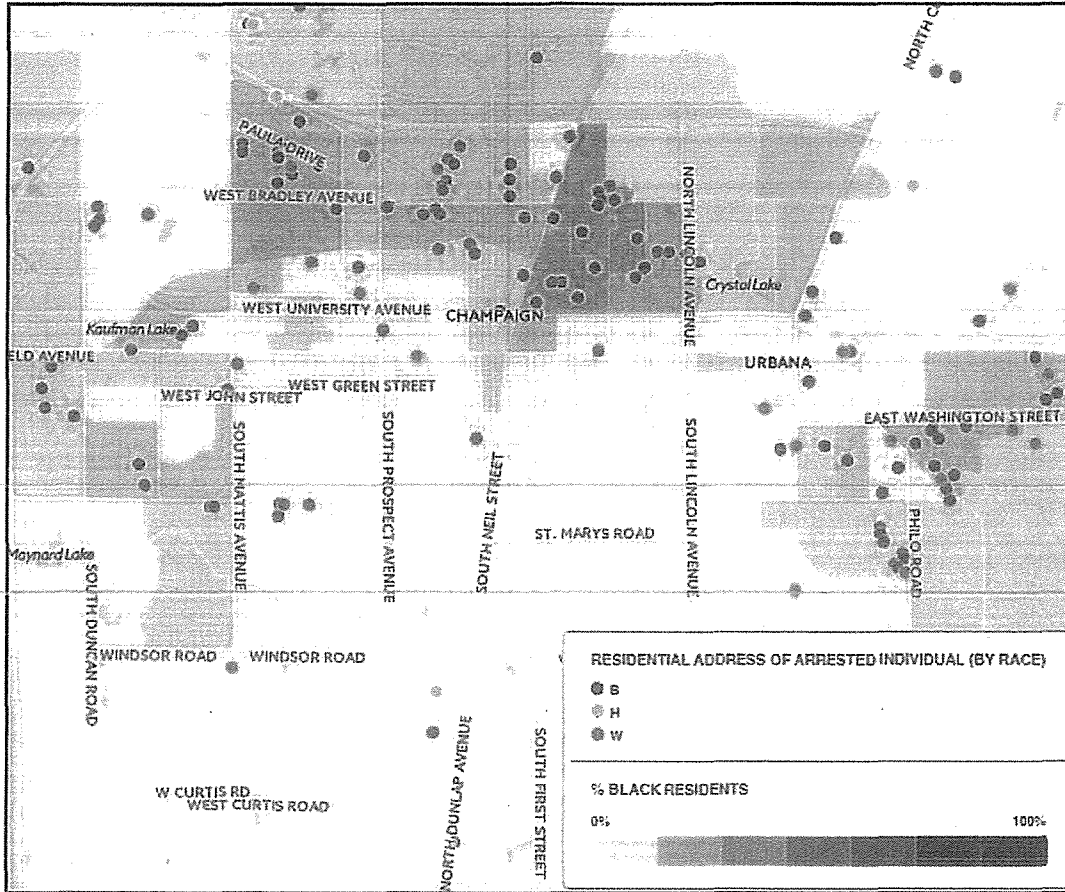 NORTH C
PAULA DRIVE
WEST BRADLEY AVENUE
NORTH LINCOLN AVENUE
Crystal Lake
WEST UNIVERSITY AVENUE
CHAMPAIGN
Kaufman Lake
ELD AVENUE
URBANA
WEST GREEN STREET
WEST JOHN STREET
EAST WASHINGTON STREET
SOUTH MATTIS AVENUE
SOUTH PROSPECT AVENUE
SOUTH NEIL STREET
SOUTH LINCOLN AVENUE
ST. MARYS ROAD
PHILO ROAD
Maynard Lake
SOUTH DUNCAN ROAD
WINDSOR ROAD
WINDSOR ROAD
W CURTIS RD
WEST CURTIS ROAD
NORTH DUNLAP AVENUE
SOUTH FIRST STREET
RESIDENTIAL ADDRESS OF ARRESTED INDIVIDUAL (BY RACE)
B
H
W
% BLACK RESIDENTS
0% 100%